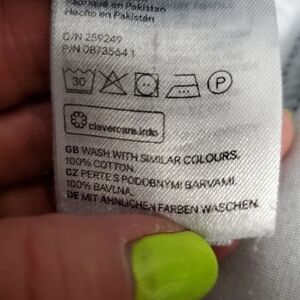 Fabriqué en Pakistan
Hecho en Pakistán
O/N 259249
P/N 0873564 1
30 P
clevercare.info
GB WASH WITH SIMILAR COLOURS.
100% COTTON.
CZ PERTE S PODOBNÝMI BARVAMI.
100% BAVLNA.
DE MIT ÄHNLICHEN FARBEN WASCHEN.